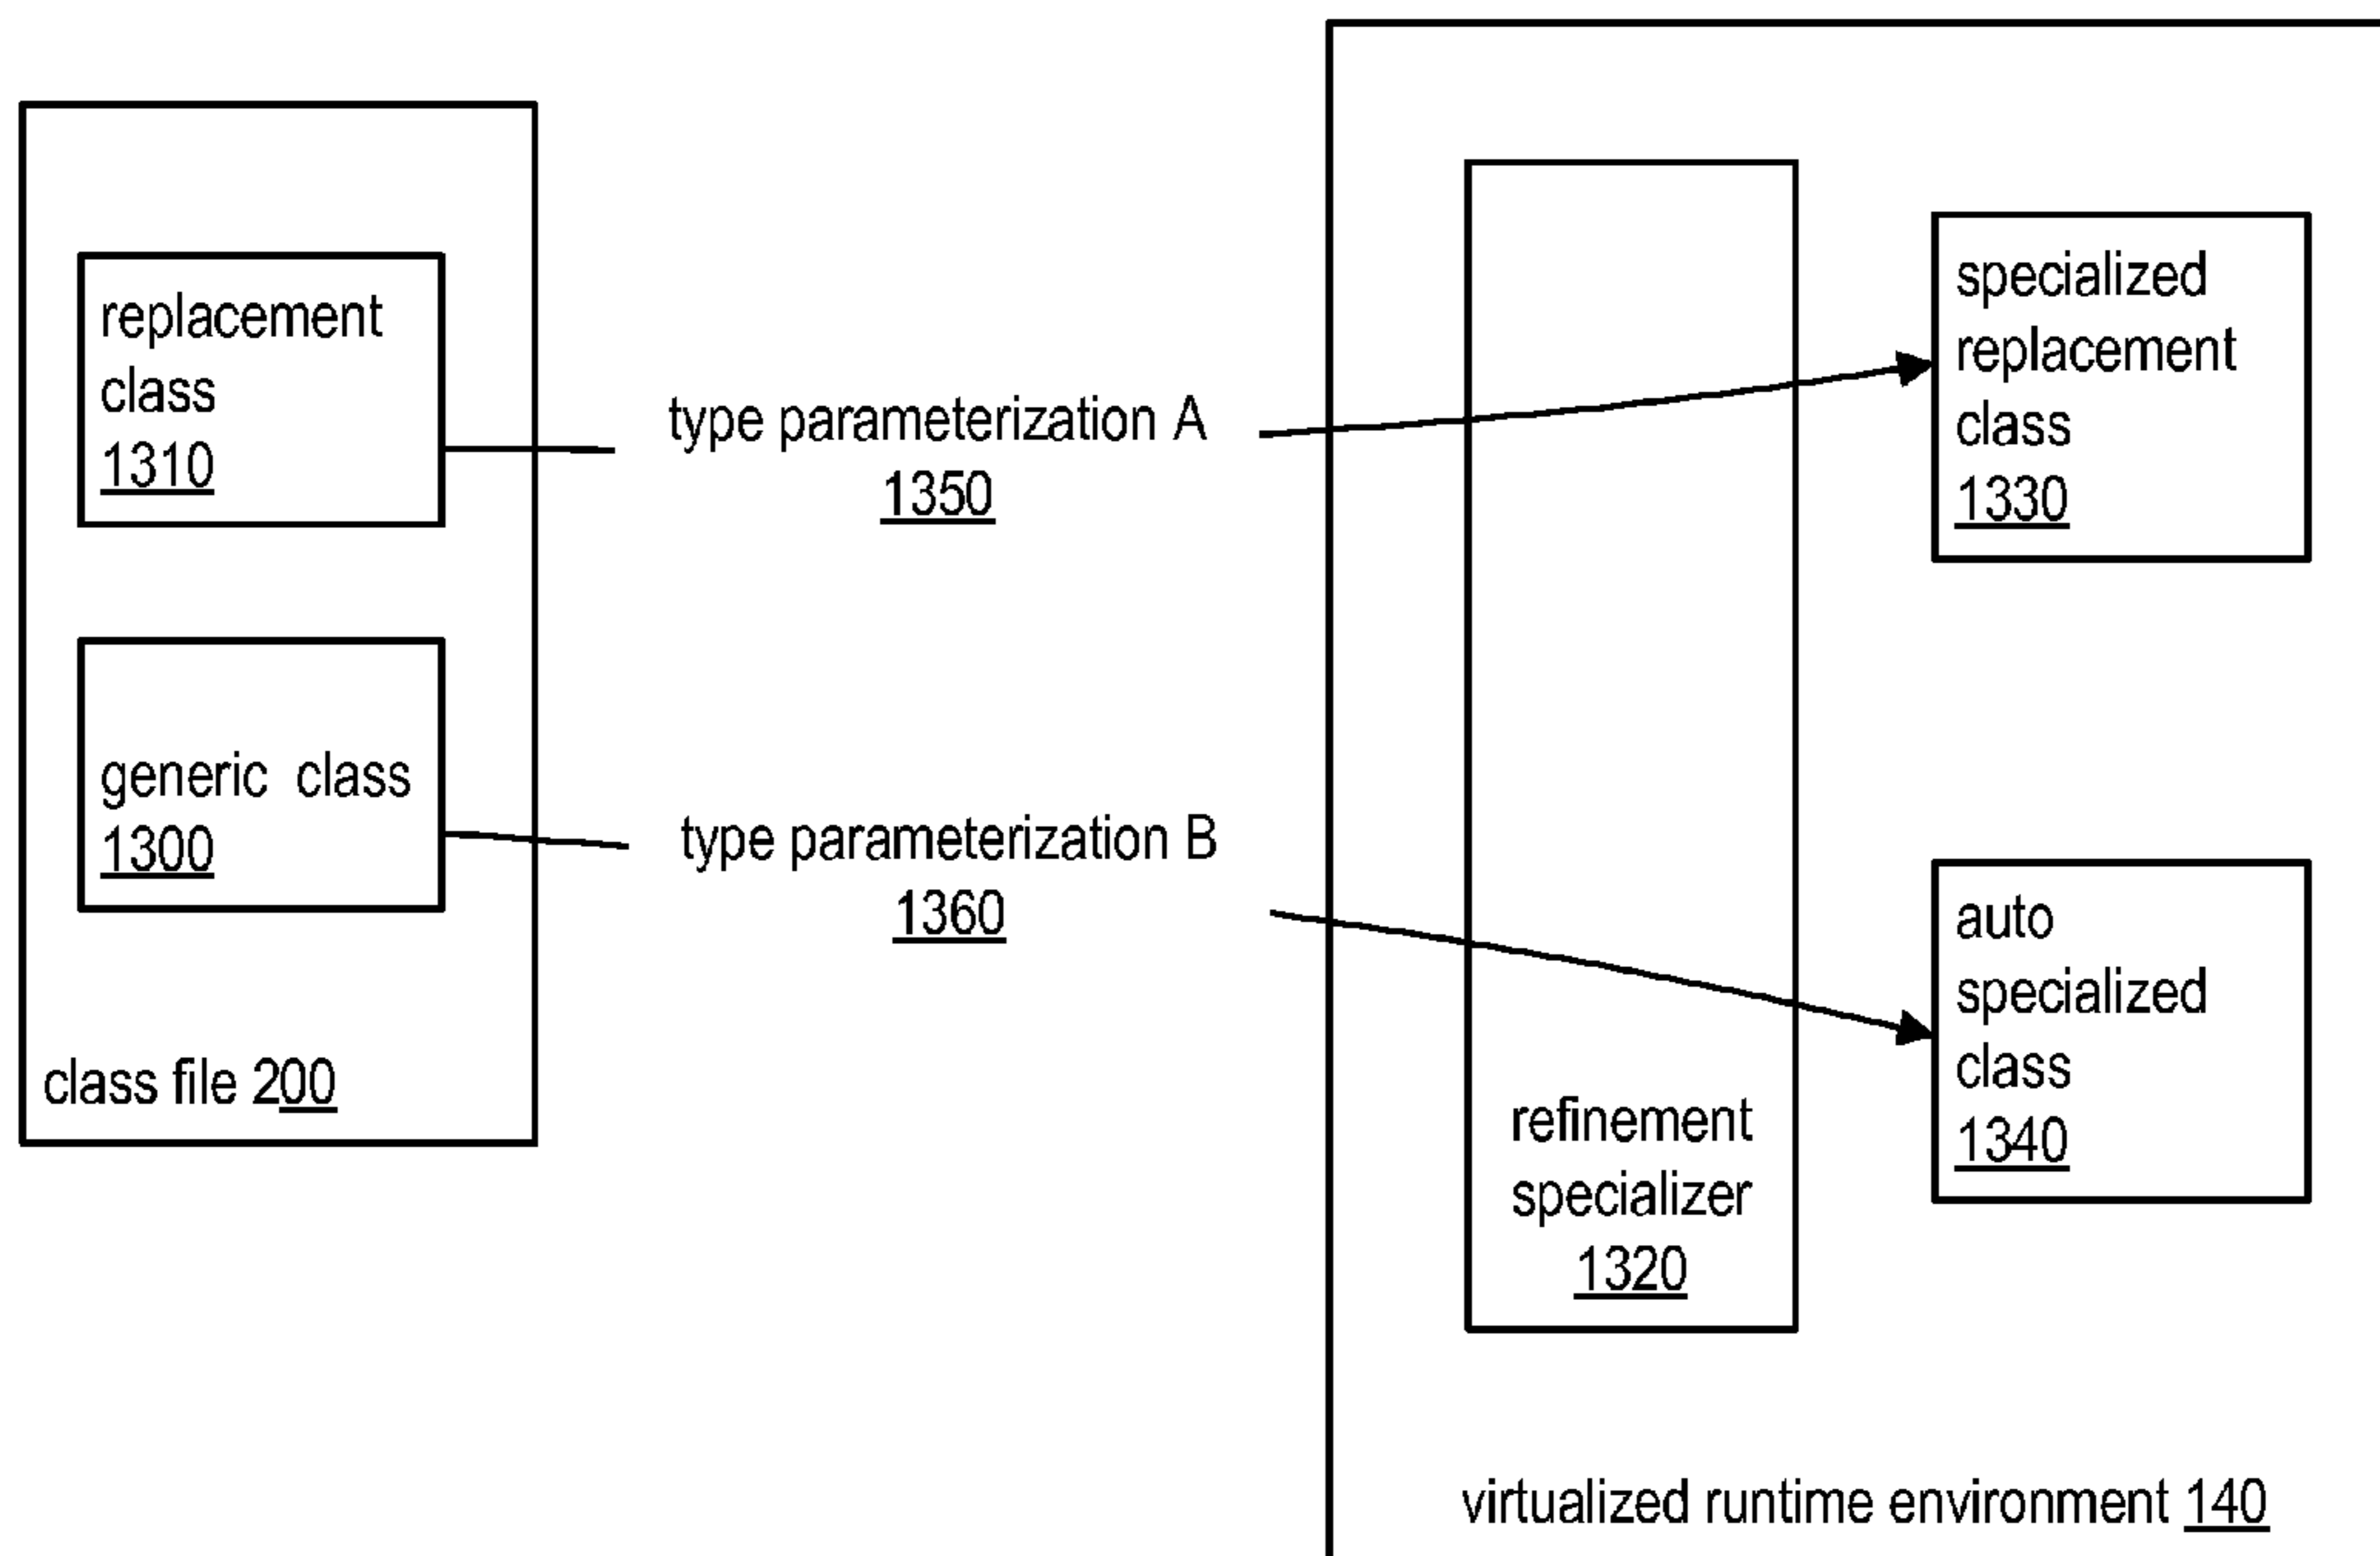 replacement
class
1310
generic class
1300
class file 200
type parameterization A
1350
type parameterization B
1360
refinement
specializer
1320
specialized
replacement
class
1330
auto
specialized
class
1340
virtualized runtime environment 140